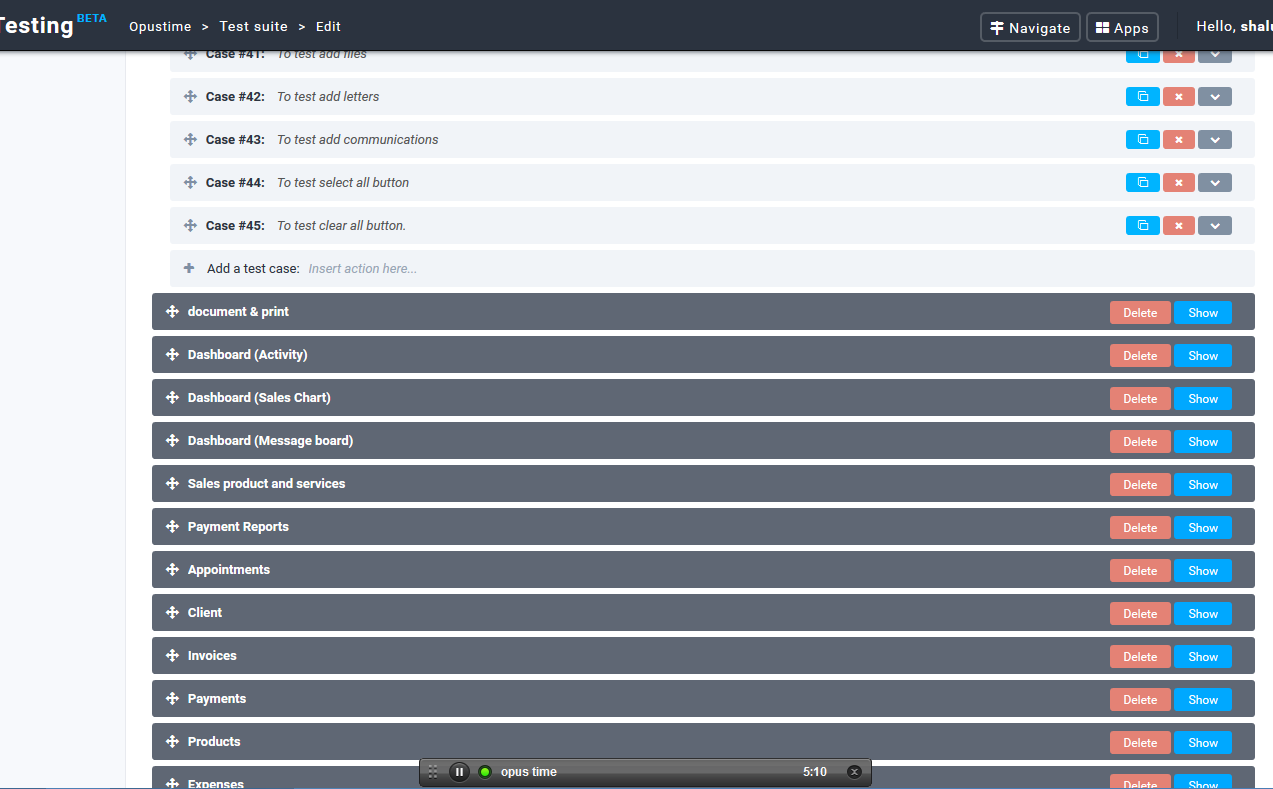 Testing BETA Opustime > Test suite > Edit Navigate Apps Hello, shalu
Case #41: To test add files
Case #42: To test add letters
Case #43: To test add communications
Case #44: To test select all button
Case #45: To test clear all button.
Add a test case: Insert action here...
document & print Delete Show
Dashboard (Activity) Delete Show
Dashboard (Sales Chart) Delete Show
Dashboard (Message board) Delete Show
Sales product and services Delete Show
Payment Reports Delete Show
Appointments Delete Show
Client Delete Show
Invoices Delete Show
Payments Delete Show
Products Delete Show
Expenses Delete Show
opus time 5:10